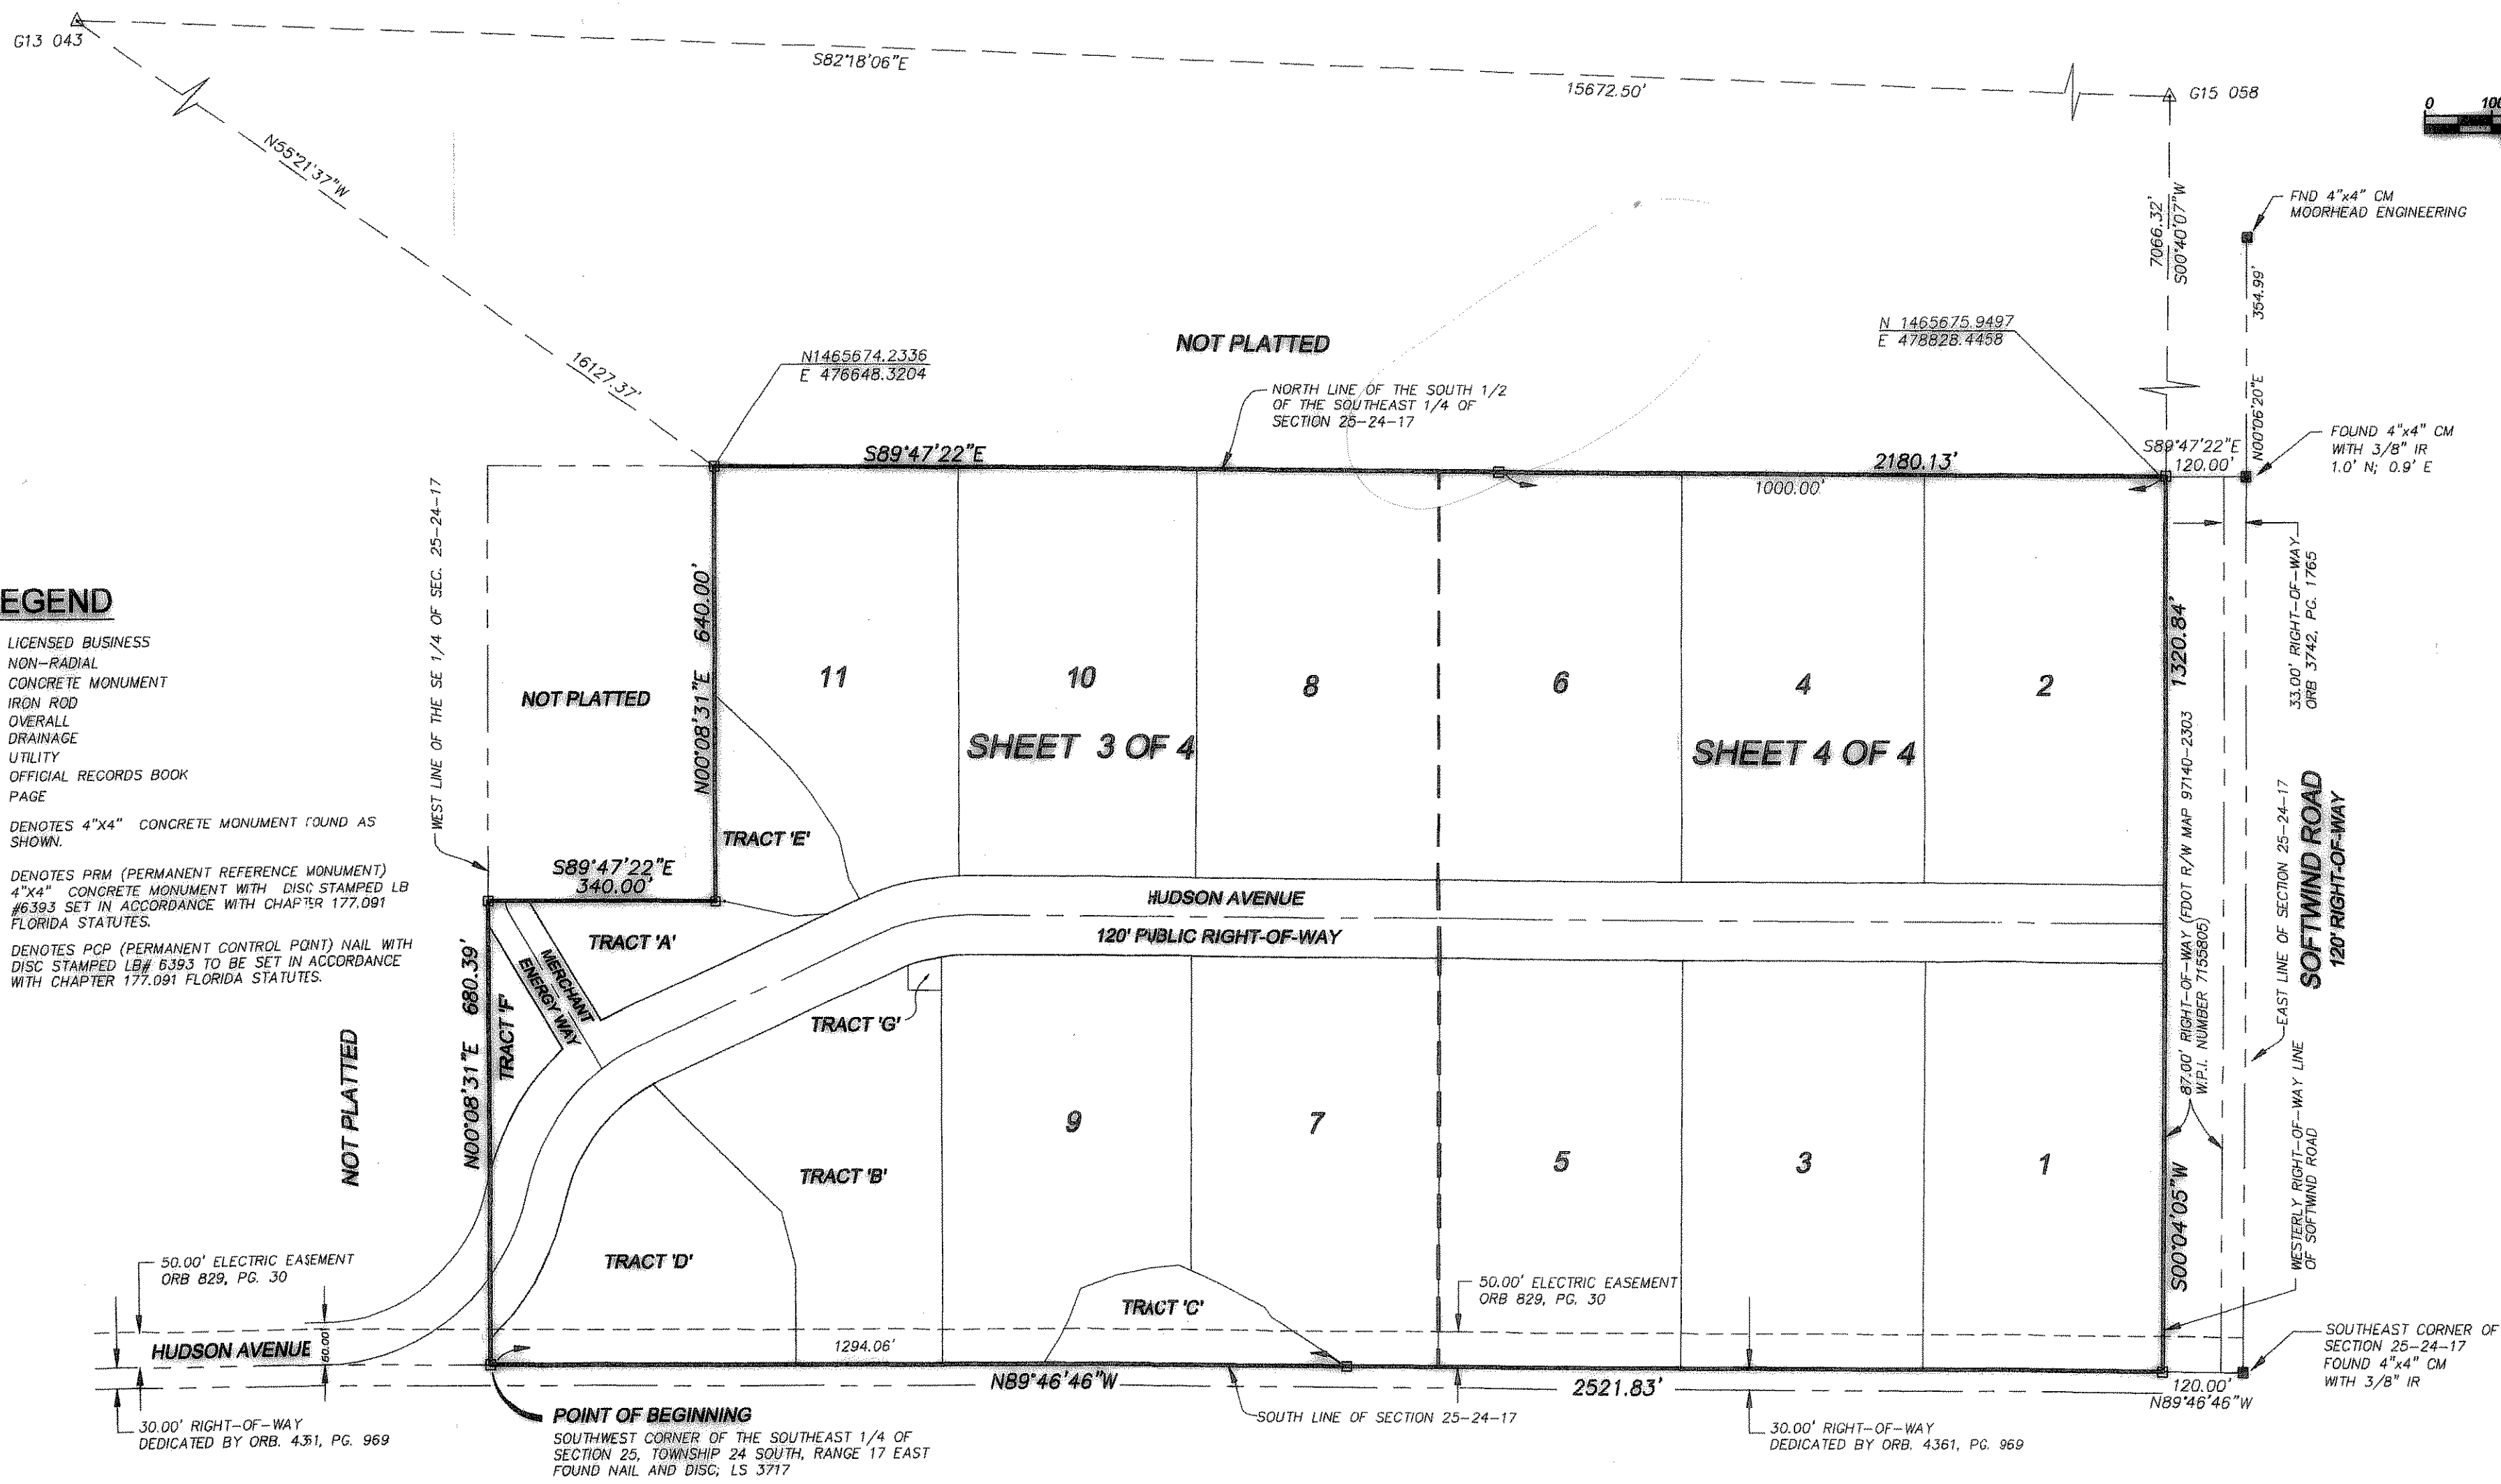 G13 043
S82°18'06"E
15672.50'
G15 058
0
100
N55°21'37"W
16127.37'
7066.32'
S00°40'07"W
FND 4"x4" CM
MOORHEAD ENGINEERING
354.99'
N00°06'20"E
N1465674.2336
E 476648.3204
NOT PLATTED
N 1465675.9497
E 478828.4458
NORTH LINE OF THE SOUTH 1/2
OF THE SOUTHEAST 1/4 OF
SECTION 25-24-17
S89°47'22"E
2180.13'
1000.00'
S89°47'22"E
120.00'
FOUND 4"x4" CM
WITH 3/8" IR
1.0' N; 0.9' E
WEST LINE OF THE SE 1/4 OF SEC. 25-24-17
33.00' RIGHT-OF-WAY
ORB 3742, PG. 1765
EGEND
LICENSED BUSINESS
NON-RADIAL
CONCRETE MONUMENT
IRON ROD
OVERALL
DRAINAGE
UTILITY
OFFICIAL RECORDS BOOK
PAGE
DENOTES 4"X4" CONCRETE MONUMENT FOUND AS
SHOWN.
DENOTES PRM (PERMANENT REFERENCE MONUMENT)
4"X4" CONCRETE MONUMENT WITH DISC STAMPED LB
#6393 SET IN ACCORDANCE WITH CHAPTER 177.091
FLORIDA STATUTES.
DENOTES PCP (PERMANENT CONTROL POINT) NAIL WITH
DISC STAMPED LB# 6393 TO BE SET IN ACCORDANCE
WITH CHAPTER 177.091 FLORIDA STATUTES.
NOT PLATTED
N00°08'31"E 640.00'
11
10
8
6
4
2
SHEET 3 OF 4
SHEET 4 OF 4
1320.84'
TRACT 'E'
S89°47'22"E
340.00'
HUDSON AVENUE
120' PUBLIC RIGHT-OF-WAY
TRACT 'A'
MERCHANT
ENERGY WAY
TRACT 'F'
N00°08'31"E 680.39'
TRACT 'G'
87.00' RIGHT-OF-WAY (FDOT R/W MAP 97140-2303
W.P.I. NUMBER 7155805)
EAST LINE OF SECTION 25-24-17
SOFTWIND ROAD
120' RIGHT-OF-WAY
WESTERLY RIGHT-OF-WAY LINE
OF SOFTWIND ROAD
NOT PLATTED
9
7
5
3
1
TRACT 'B'
S00°04'05"W
TRACT 'D'
TRACT 'C'
50.00' ELECTRIC EASEMENT
ORB 829, PG. 30
50.00' ELECTRIC EASEMENT
ORB 829, PG. 30
HUDSON AVENUE
60.00'
1294.06'
N89°46'46"W
2521.83'
SOUTHEAST CORNER OF
SECTION 25-24-17
FOUND 4"x4" CM
WITH 3/8" IR
120.00'
N89°46'46"W
30.00' RIGHT-OF-WAY
DEDICATED BY ORB. 4361, PG. 969
POINT OF BEGINNING
SOUTHWEST CORNER OF THE SOUTHEAST 1/4 OF
SECTION 25, TOWNSHIP 24 SOUTH, RANGE 17 EAST
FOUND NAIL AND DISC; LS 3717
SOUTH LINE OF SECTION 25-24-17
30.00' RIGHT-OF-WAY
DEDICATED BY ORB. 4361, PG. 969